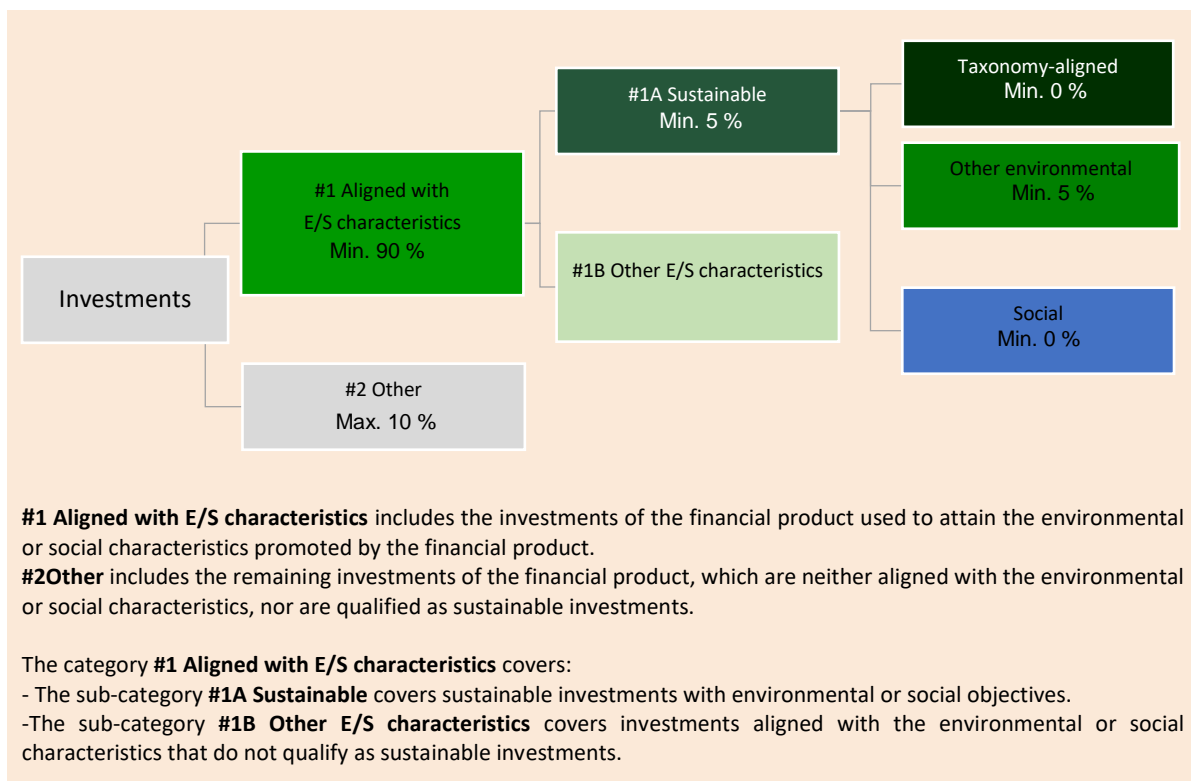 Investments
#1 Aligned with
E/S characteristics
Min. 90 %
#2 Other
Max. 10 %
#1A Sustainable
Min. 5 %
#1B Other E/S characteristics
Taxonomy-aligned
Min. 0 %
Other environmental
Min. 5 %
Social
Min. 0 %
#1 Aligned with E/S characteristics includes the investments of the financial product used to attain the environmental
or social characteristics promoted by the financial product.
#2Other includes the remaining investments of the financial product, which are neither aligned with the environmental
or social characteristics, nor are qualified as sustainable investments.
The category #1 Aligned with E/S characteristics covers:
- The sub-category #1A Sustainable covers sustainable investments with environmental or social objectives.
-The sub-category #1B Other E/S characteristics covers investments aligned with the environmental or social
characteristics that do not qualify as sustainable investments.